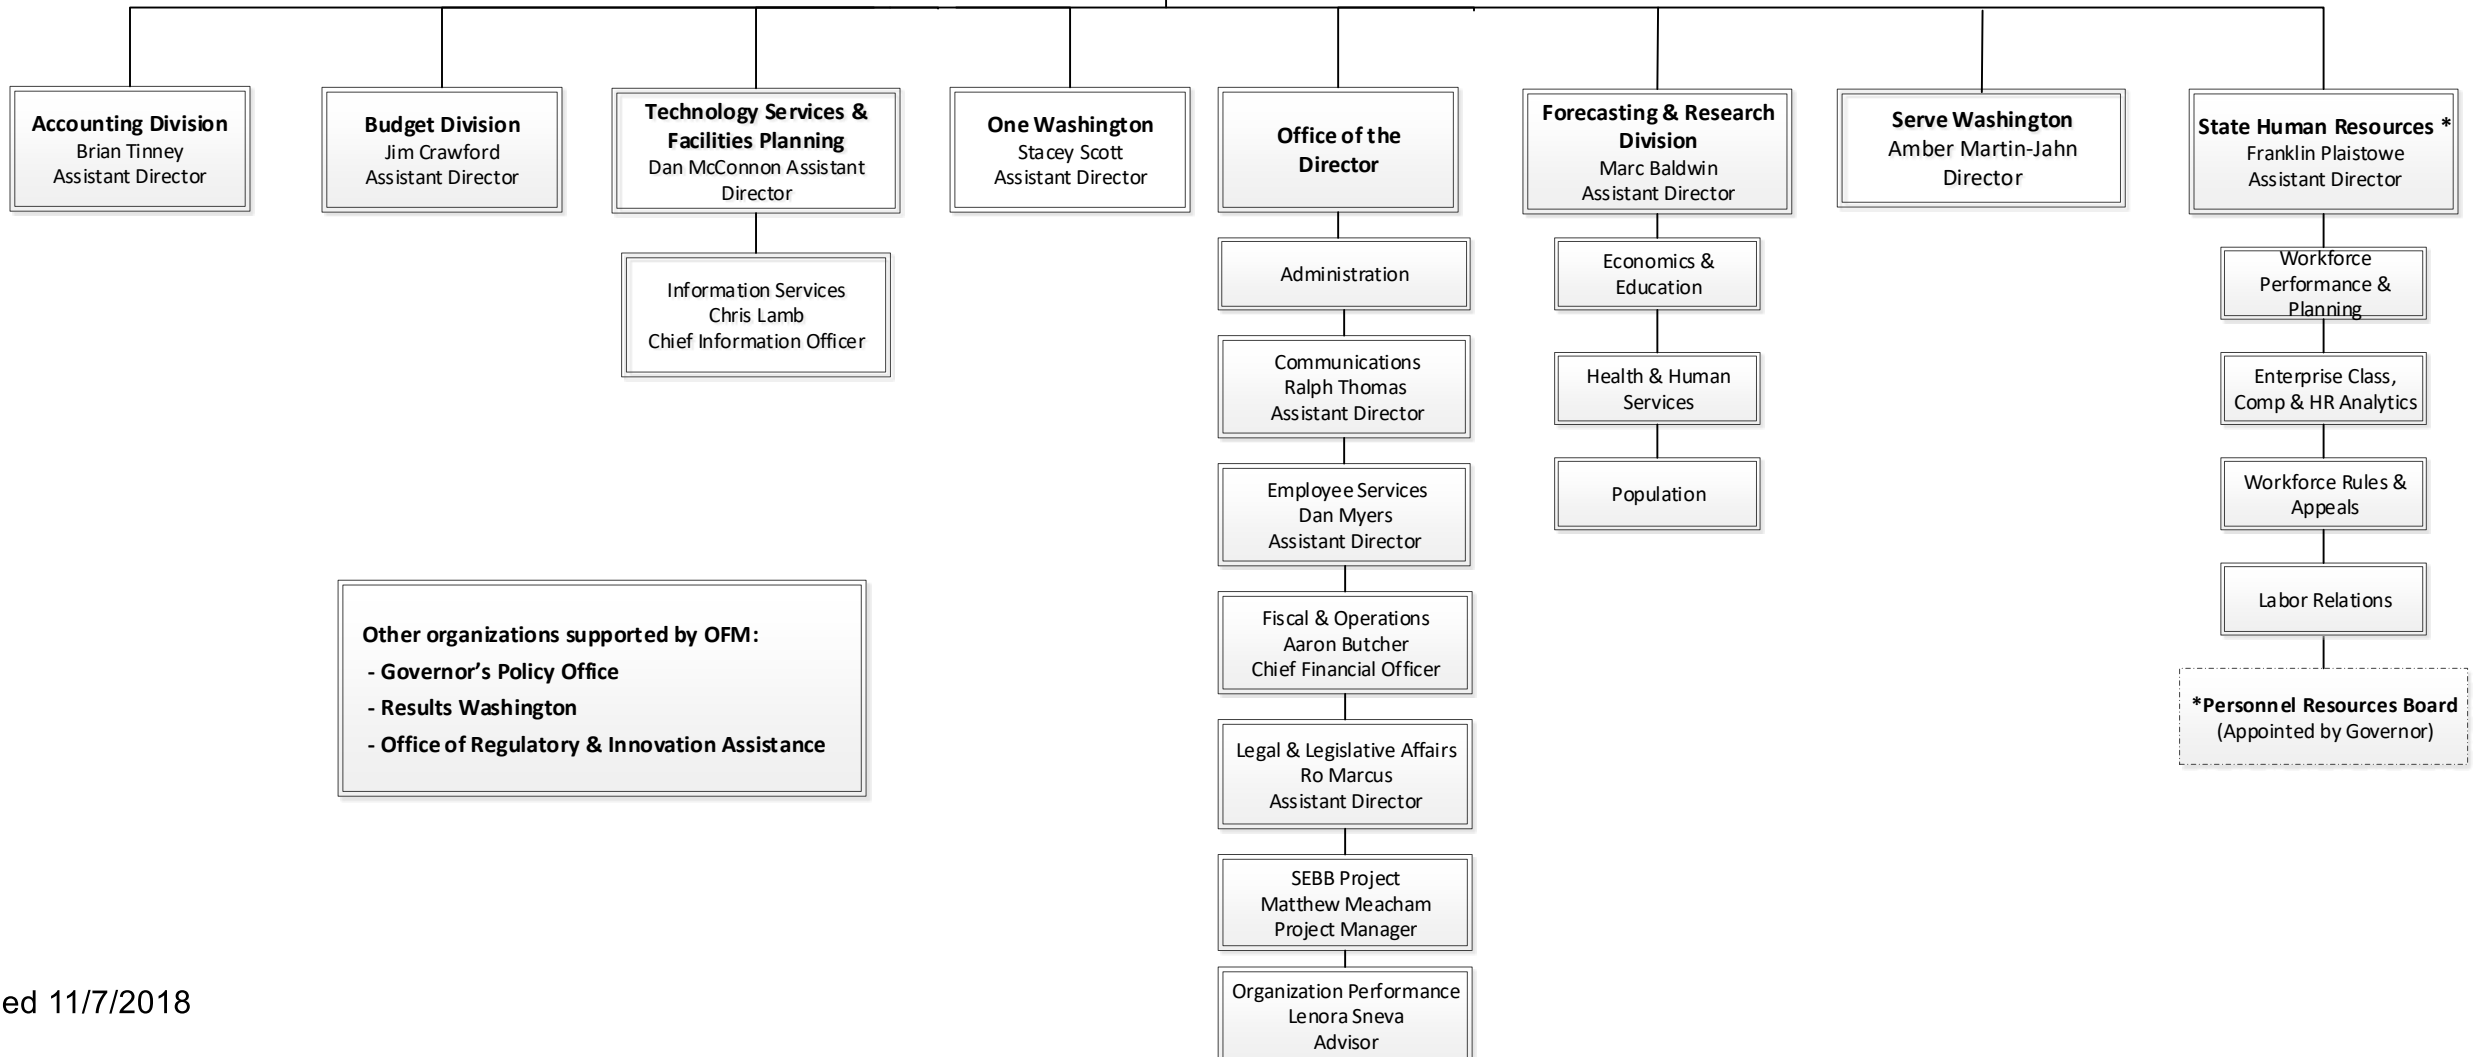 Accounting Division
Brian Tinney
Assistant Director
Budget Division
Jim Crawford
Assistant Director
Technology Services &
Facilities Planning
Dan McConnon Assistant
Director
Information Services
Chris Lamb
Chief Information Officer
One Washington
Stacey Scott
Assistant Director
Office of the
Director
Administration
Communications
Ralph Thomas
Assistant Director
Employee Services
Dan Myers
Assistant Director
Fiscal & Operations
Aaron Butcher
Chief Financial Officer
Legal & Legislative Affairs
Ro Marcus
Assistant Director
SEBB Project
Matthew Meacham
Project Manager
Organization Performance
Lenora Sneva
Advisor
Forecasting & Research
Division
Marc Baldwin
Assistant Director
Economics &
Education
Health & Human
Services
Population
Serve Washington
Amber Martin-Jahn
Director
State Human Resources *
Franklin Plaistowe
Assistant Director
Workforce
Performance &
Planning
Enterprise Class,
Comp & HR Analytics
Workforce Rules &
Appeals
Labor Relations
*Personnel Resources Board
(Appointed by Governor)
Other organizations supported by OFM:
- Governor’s Policy Office
- Results Washington
- Office of Regulatory & Innovation Assistance
ed 11/7/2018